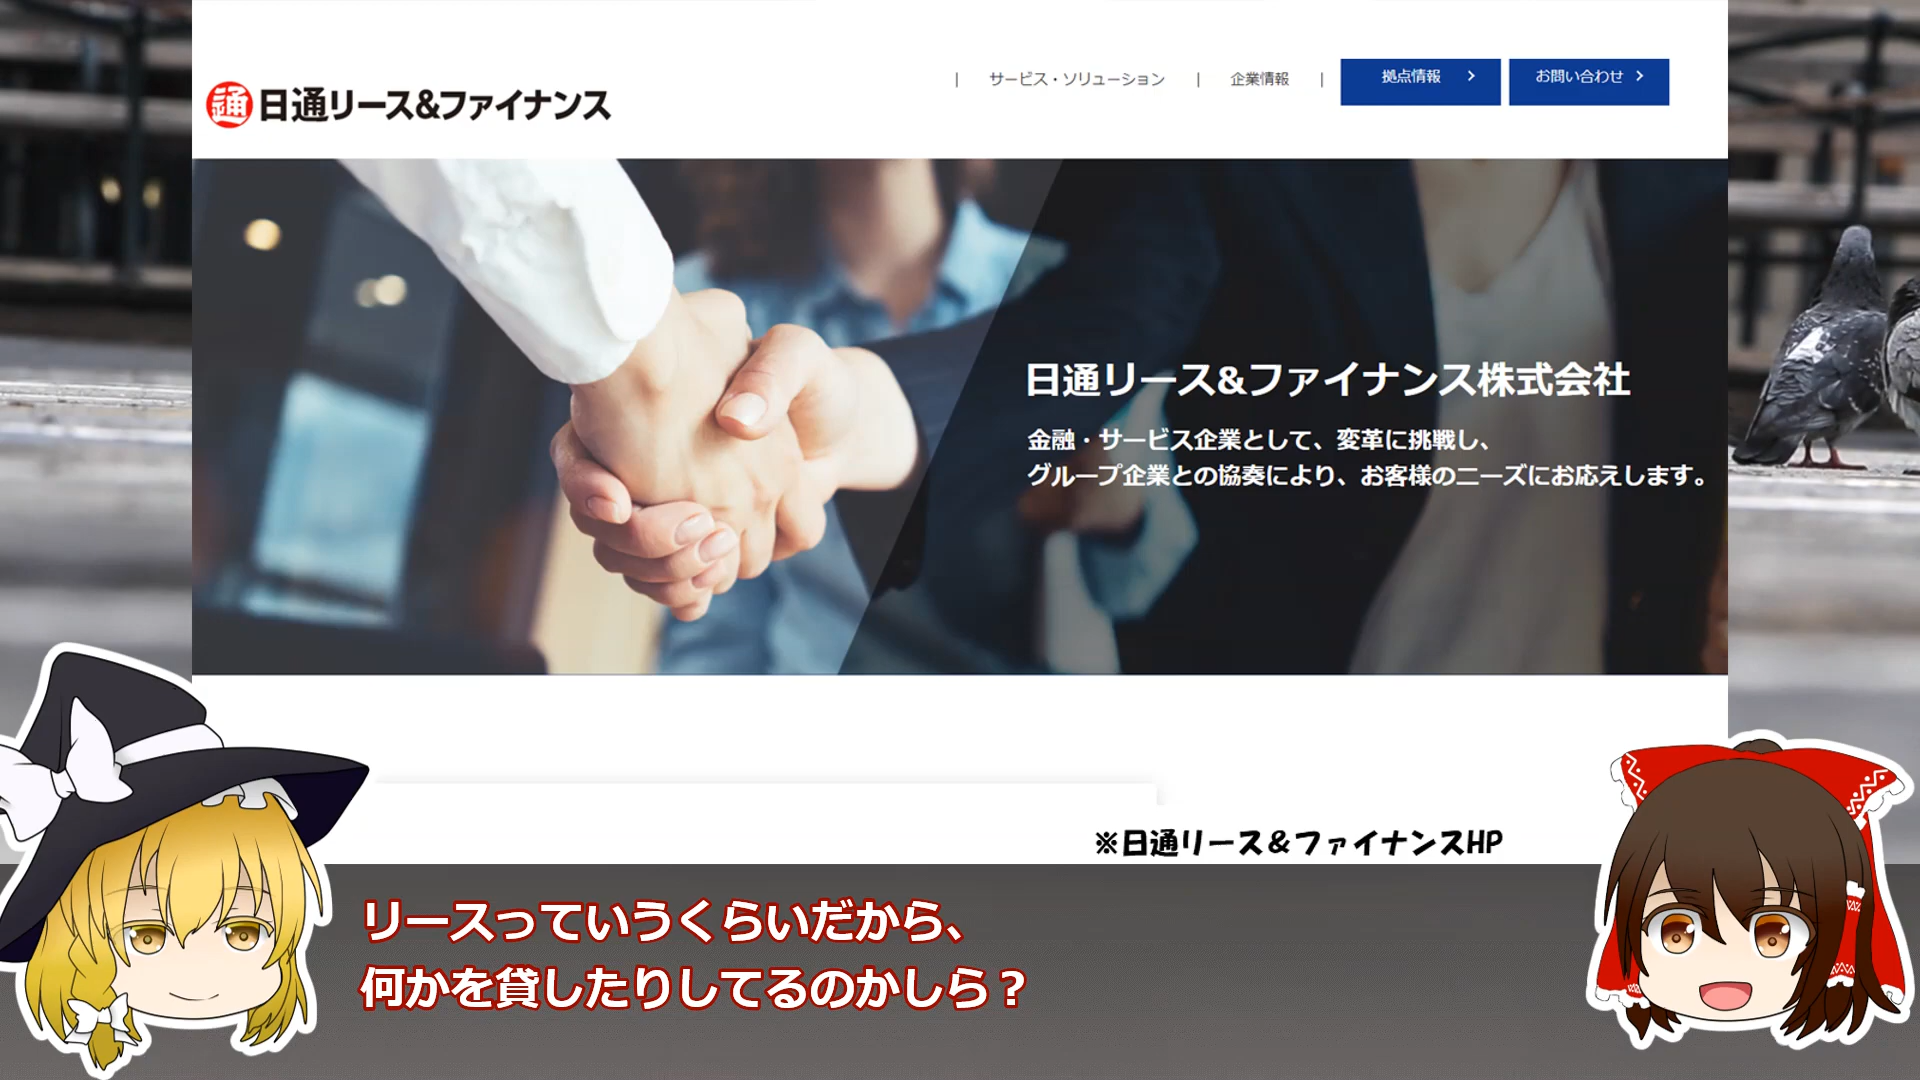 通 日通リース&ファイナンス
| サービス・ソリューション | 企業情報 | 拠点情報 お問い合わせ
日通リース&ファイナンス株式会社
金融・サービス企業として、変革に挑戦し、
グループ企業との協奏により、お客様のニーズにお応えします。
※日通リース＆ファイナンスHP
リースっていうくらいだから、
何かを貸したりしてるのかしら？